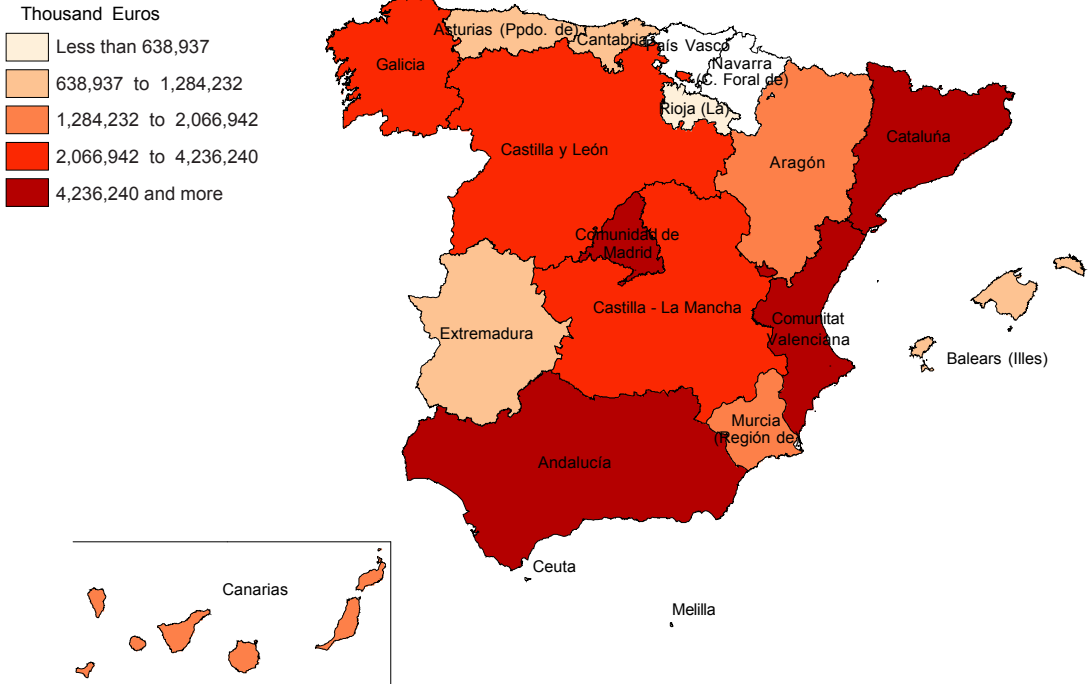 Thousand Euros
Less than 638,937
638,937 to 1,284,232
1,284,232 to 2,066,942
2,066,942 to 4,236,240
4,236,240 and more
Asturias (Ppdo. de)
Cantabria
País Vasco
Navarra
(C. Foral de)
Galicia
Rioja (La)
Castilla y León
Aragón
Cataluña
Comunidad de
Madrid
Castilla - La Mancha
Comunitat
Valenciana
Extremadura
Balears (Illes)
Murcia
(Región de)
Andalucía
Ceuta
Canarias
Melilla